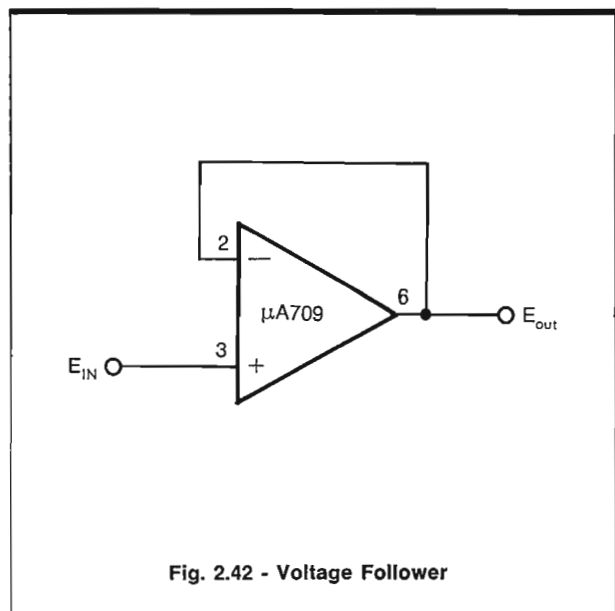 2
−
6
μA709
E_out
3
E_IN
+
Fig. 2.42 - Voltage Follower